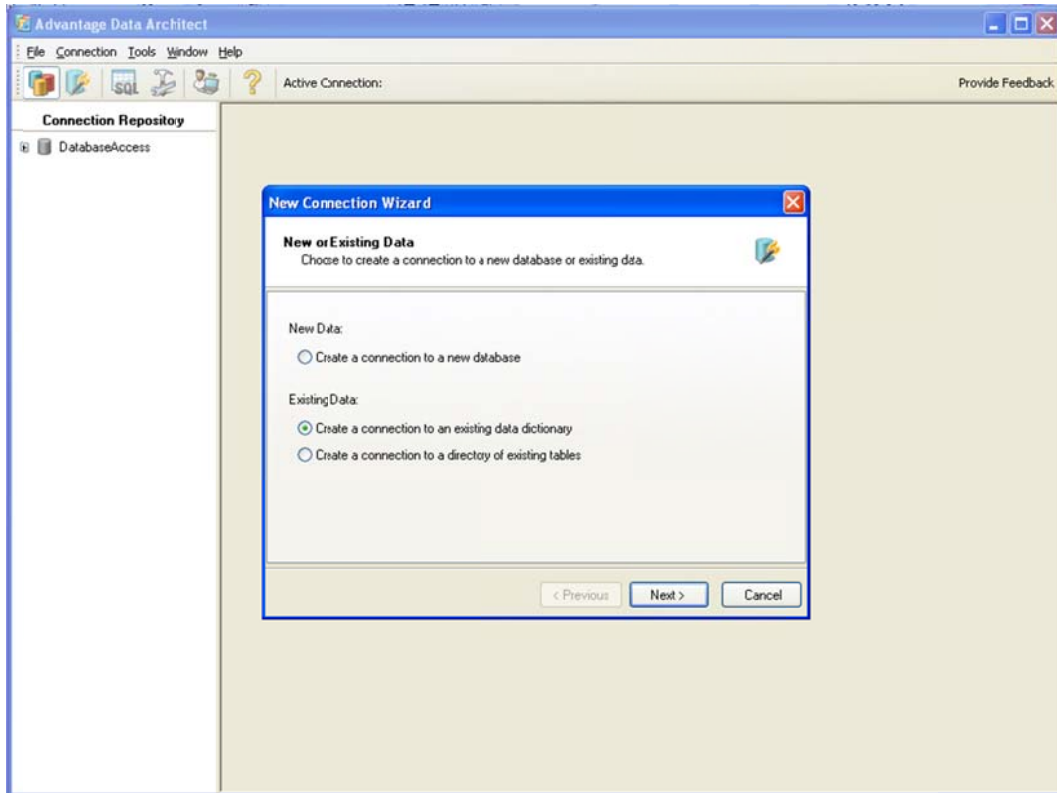 Advantage Data Architect
File Connection Tools Window Help
SQL
Active Connection:
Provide Feedback
Connection Repository
DatabaseAccess
New Connection Wizard
New or Existing Data
Choose to create a connection to a new database or existing data.
New Data:
Create a connection to a new database
Existing Data:
Create a connection to an existing data dictionary
Create a connection to a directory of existing tables
< Previous
Next >
Cancel